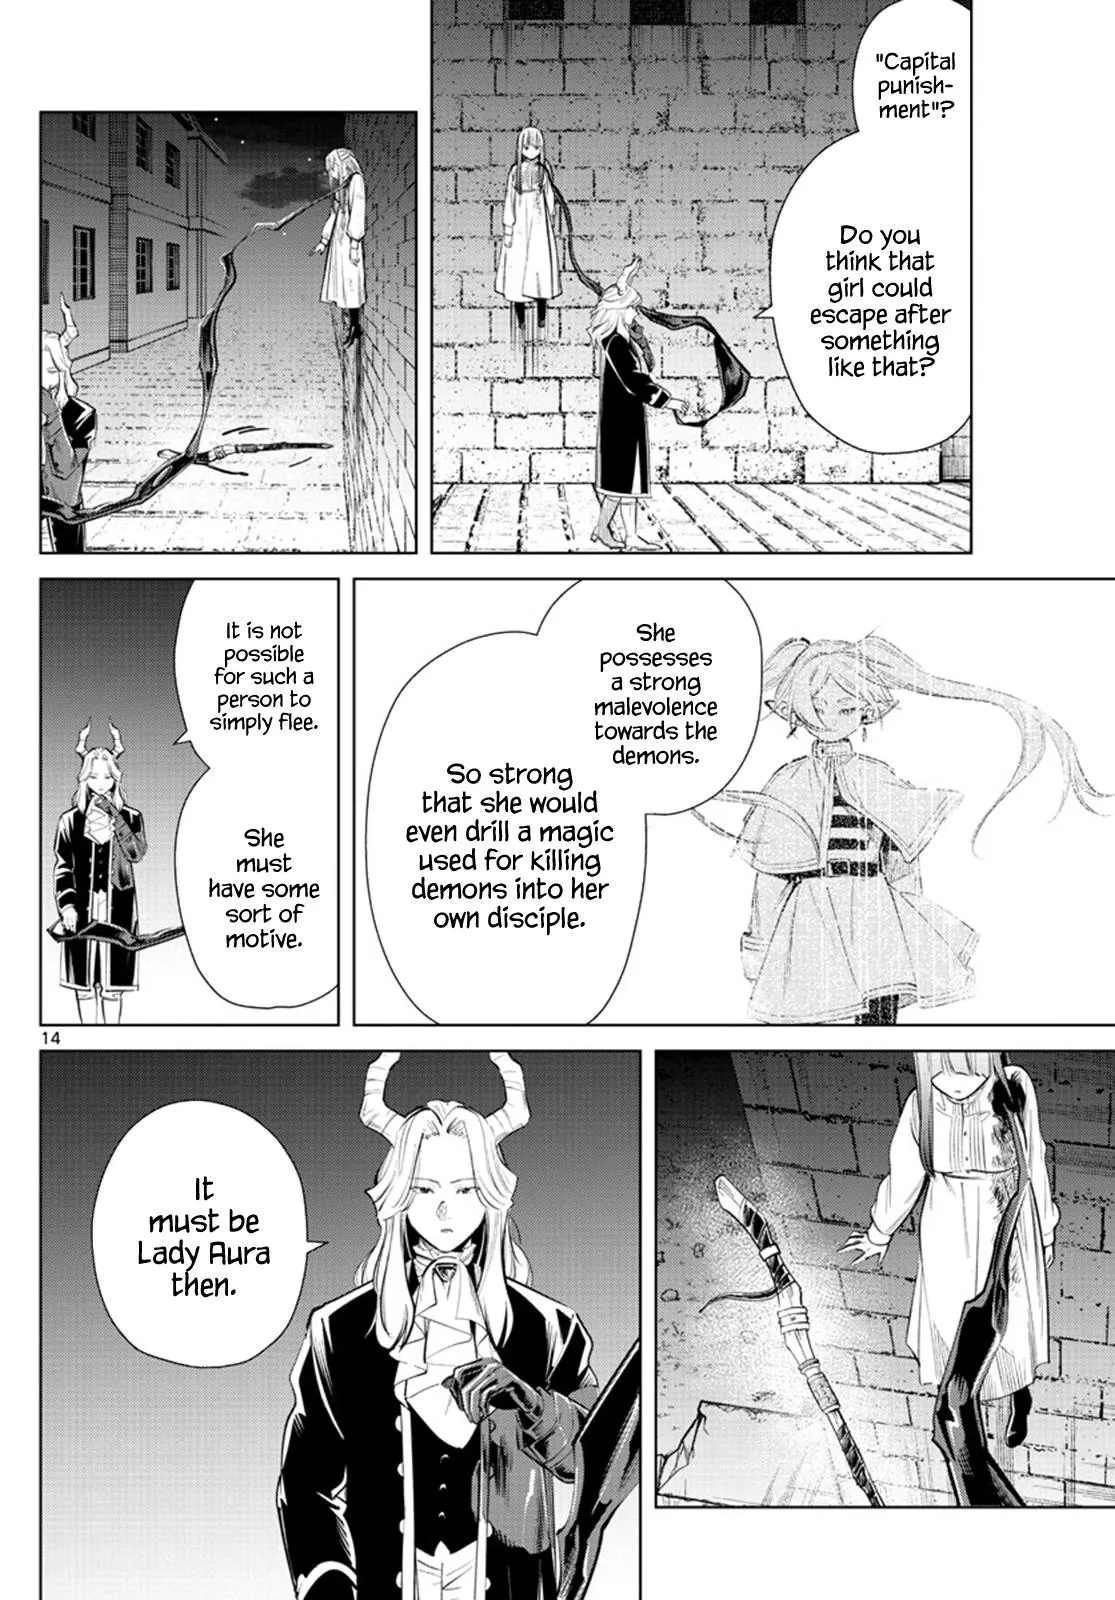 "Capital
punish-
ment"?
Do you
think that
girl could
escape after
something
like that?
She
possesses
a strong
malevolence
towards the
demons.
So strong
that she would
even drill a magic
used for killing
demons into her
own disciple.
It is not
possible
for such a
person to
simply flee.
She
must
have some
sort of
motive.
14
It
must be
Lady Aura
then.